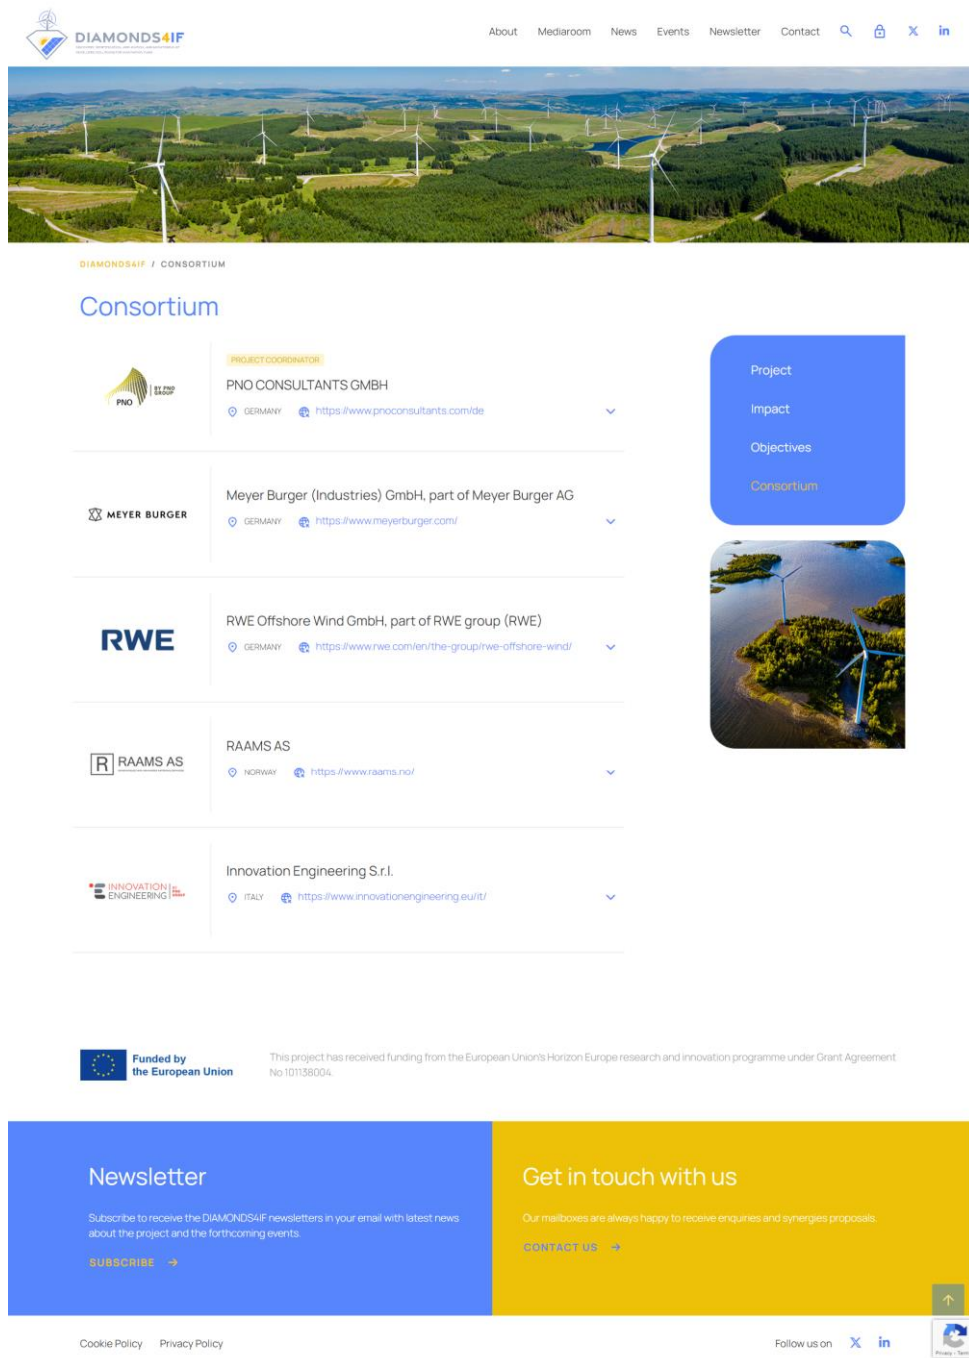 DIAMONDS4IF
About Mediaroom News Events Newsletter Contact
DIAMONDS4IF / CONSORTIUM
Consortium
PROJECT COORDINATOR
PNO CONSULTANTS GMBH
GERMANY https://www.pnoconsultants.com/de
PNO
BY PNO
GROUP
Project
Impact
Objectives
Consortium
MEYER BURGER
Meyer Burger (Industries) GmbH, part of Meyer Burger AG
GERMANY https://www.meyerburger.com/
RWE
RWE Offshore Wind GmbH, part of RWE group (RWE)
GERMANY https://www.rwe.com/en/the-group/rwe-offshore-wind/
R RAAMS AS
RAAMS AS
NORWAY https://www.raams.no/
INNOVATION
ENGINEERING
Innovation Engineering S.r.l.
ITALY https://www.innovationengineering.eu/it/
Funded by
the European Union
This project has received funding from the European Union's Horizon Europe research and innovation programme under Grant Agreement
No 101138004.
Newsletter
Subscribe to receive the DIAMONDS4IF newsletters in your email with latest news
about the project and the forthcoming events.
SUBSCRIBE →
Get in touch with us
Our mailboxes are always happy to receive enquiries and synergies proposals.
CONTACT US →
Cookie Policy Privacy Policy
Follow us on X in